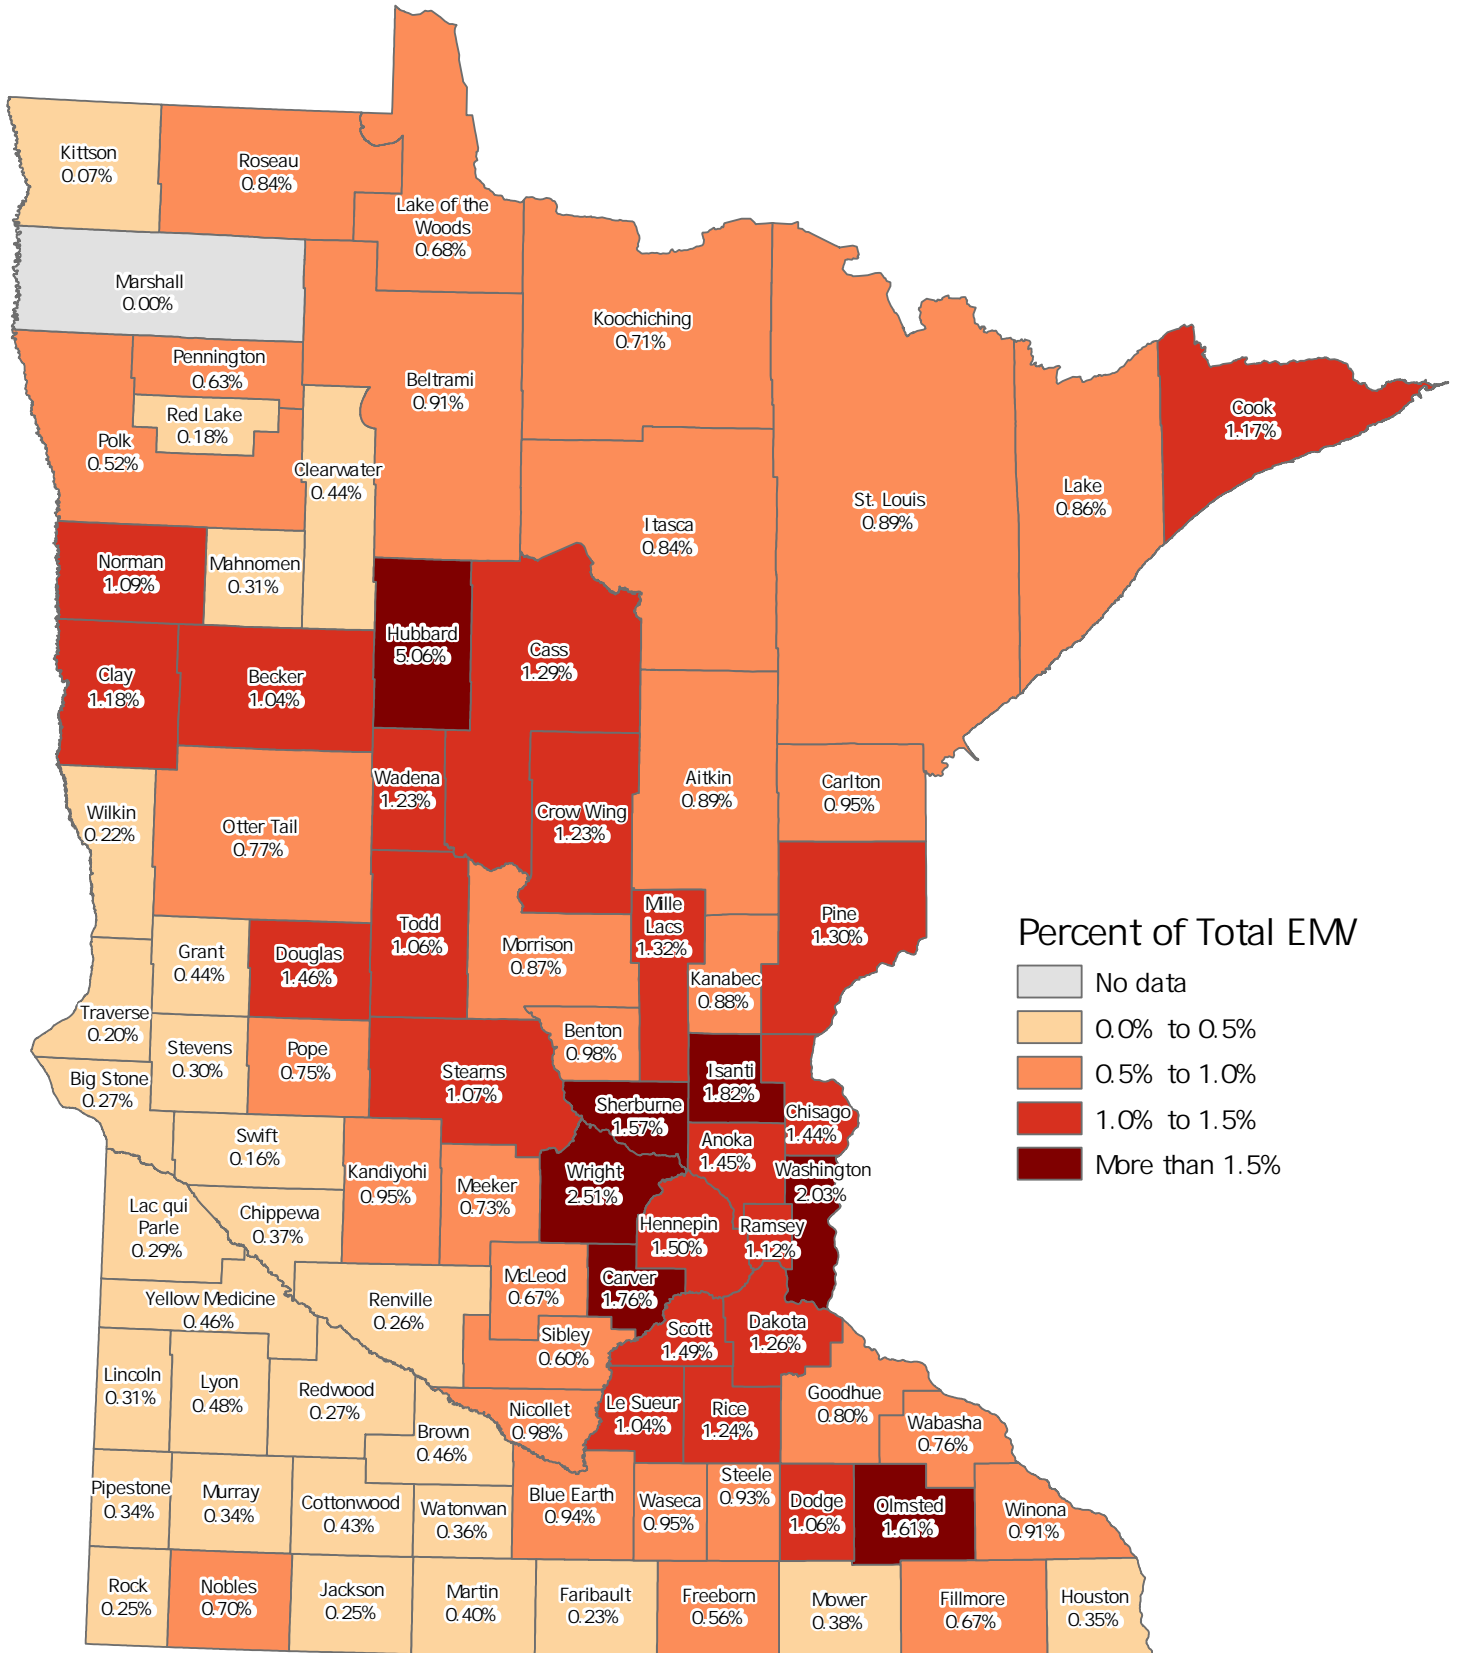 Kittson
0.07%
Roseau
0.84%
Lake of the
Woods
0.68%
Marshall
0.00%
Koochiching
0.71%
Pennington
0.63%
Beltrami
0.91%
Red Lake
0.18%
Polk
0.52%
Clearwater
0.44%
Cook
1.17%
St. Louis
0.89%
Lake
0.86%
Itasca
0.84%
Norman
1.09%
Mahnomen
0.31%
Hubbard
5.06%
Cass
1.29%
Clay
1.18%
Becker
1.04%
Wadena
1.23%
Aitkin
0.89%
Carlton
0.95%
Wilkin
0.22%
Otter Tail
0.77%
Crow Wing
1.23%
Mille
Lacs
1.32%
Pine
1.30%
Todd
1.06%
Morrison
0.87%
Grant
0.44%
Douglas
1.46%
Kanabec
0.88%
Percent of Total EMV
No data
0.0% to 0.5%
0.5% to 1.0%
1.0% to 1.5%
More than 1.5%
Traverse
0.20%
Stevens
0.30%
Pope
0.75%
Benton
0.98%
Big Stone
0.27%
Stearns
1.07%
Isanti
1.82%
Sherburne
1.57%
Chisago
1.44%
Swift
0.16%
Anoka
1.45%
Kandiyohi
0.95%
Meeker
0.73%
Wright
2.51%
Washington
2.03%
Lac qui
Parle
0.29%
Chippewa
0.37%
Hennepin
1.50%
Ramsey
1.12%
McLeod
0.67%
Carver
1.76%
Yellow Medicine
0.46%
Renville
0.26%
Sibley
0.60%
Scott
1.49%
Dakota
1.26%
Lincoln
0.31%
Lyon
0.48%
Redwood
0.27%
Nicollet
0.98%
Le Sueur
1.04%
Rice
1.24%
Goodhue
0.80%
Wabasha
0.76%
Brown
0.46%
Pipestone
0.34%
Murray
0.34%
Cottonwood
0.43%
Watonwan
0.36%
Blue Earth
0.94%
Waseca
0.95%
Steele
0.93%
Dodge
1.06%
Olmsted
1.61%
Winona
0.91%
Rock
0.25%
Nobles
0.70%
Jackson
0.25%
Martin
0.40%
Faribault
0.23%
Freeborn
0.56%
Mower
0.38%
Fillmore
0.67%
Houston
0.35%